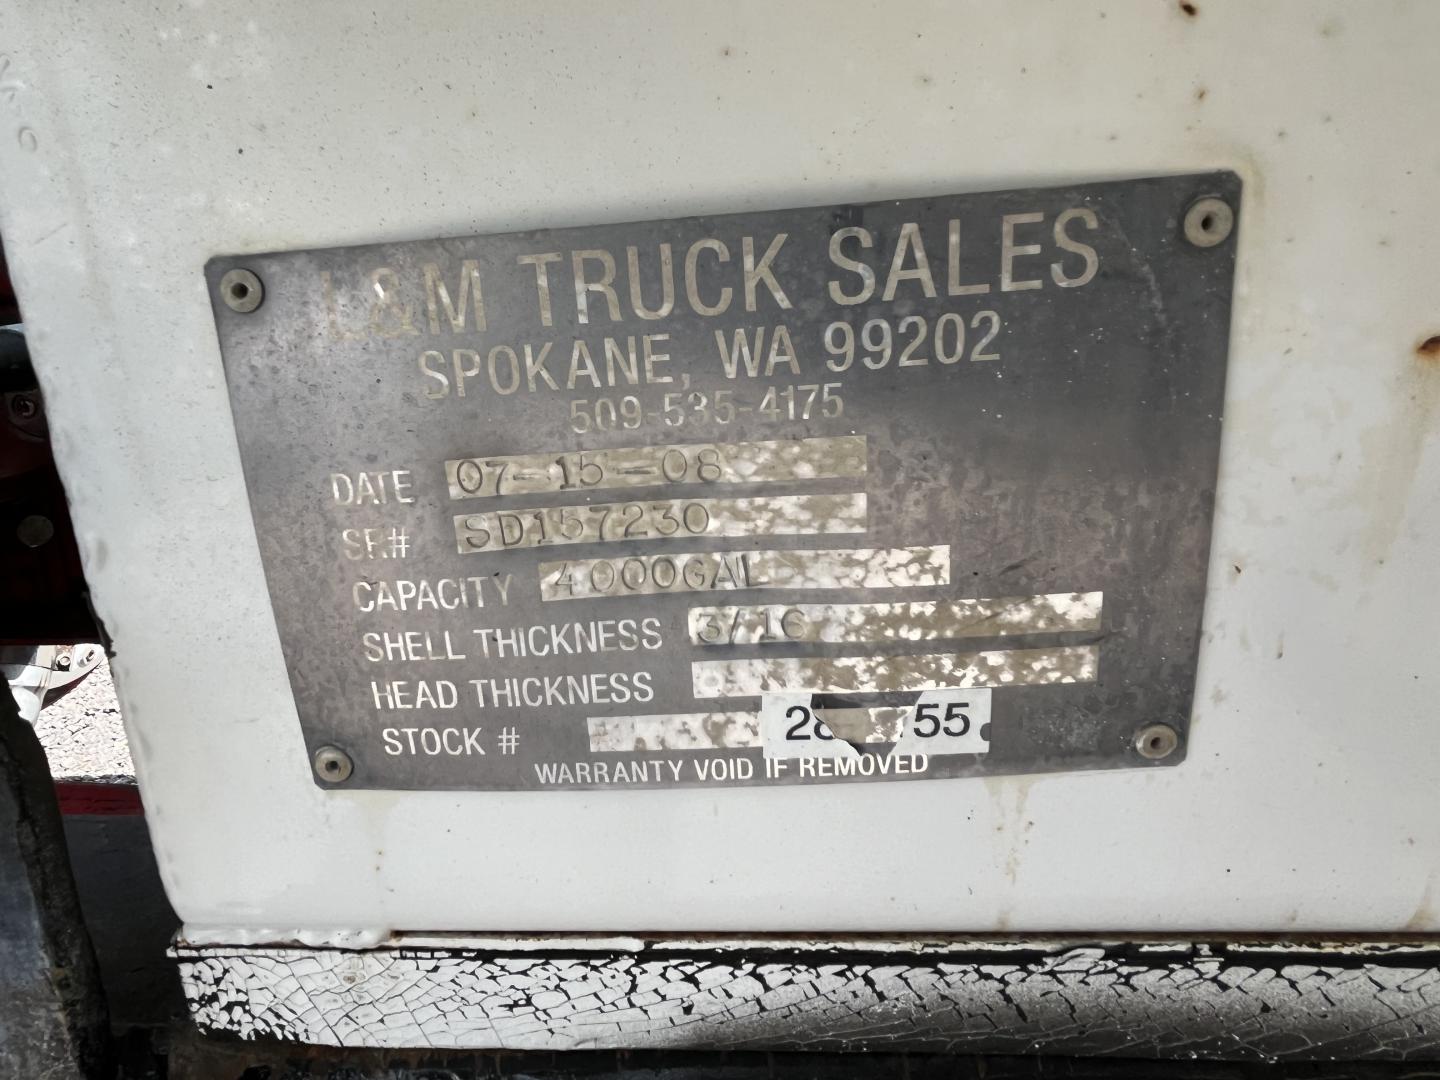 L&M TRUCK SALES
SPOKANE, WA 99202
509-535-4175
DATE 07-15-08
SR# SD157230
CAPACITY 4000GAL
SHELL THICKNESS 3/16
HEAD THICKNESS
STOCK # 55
WARRANTY VOID IF REMOVED